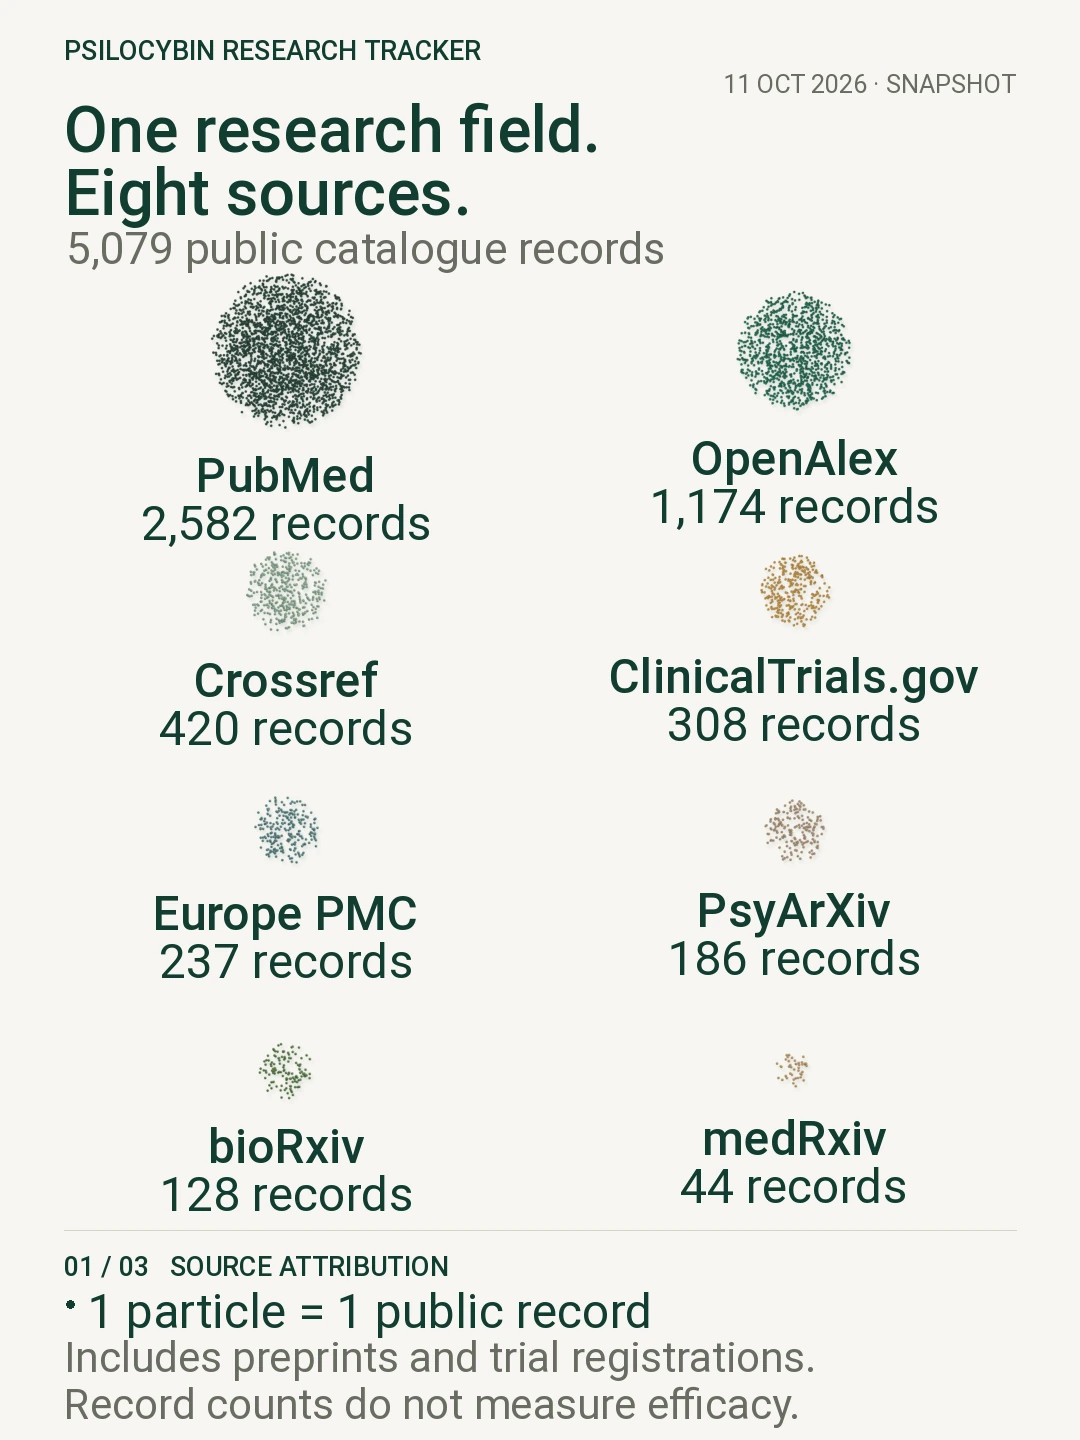 PSILOCYBIN RESEARCH TRACKER
11 OCT 2026 · SNAPSHOT
One research field.
Eight sources.
5,079 public catalogue records
PubMed
2,582 records
OpenAlex
1,174 records
Crossref
420 records
ClinicalTrials.gov
308 records
Europe PMC
237 records
PsyArXiv
186 records
bioRxiv
128 records
medRxiv
44 records
01 / 03 SOURCE ATTRIBUTION
• 1 particle = 1 public record
Includes preprints and trial registrations.
Record counts do not measure efficacy.